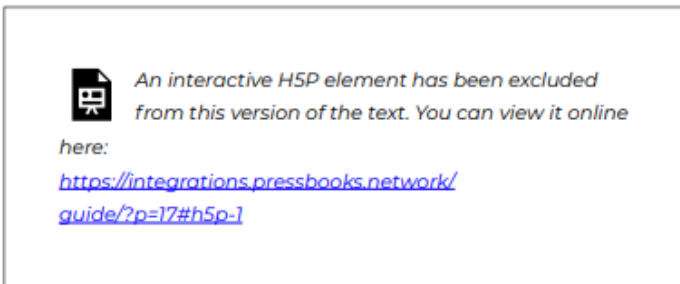 An interactive H5P element has been excluded
from this version of the text. You can view it online
here:
https://integrations.pressbooks.network/
guide/?p=17#h5p-1